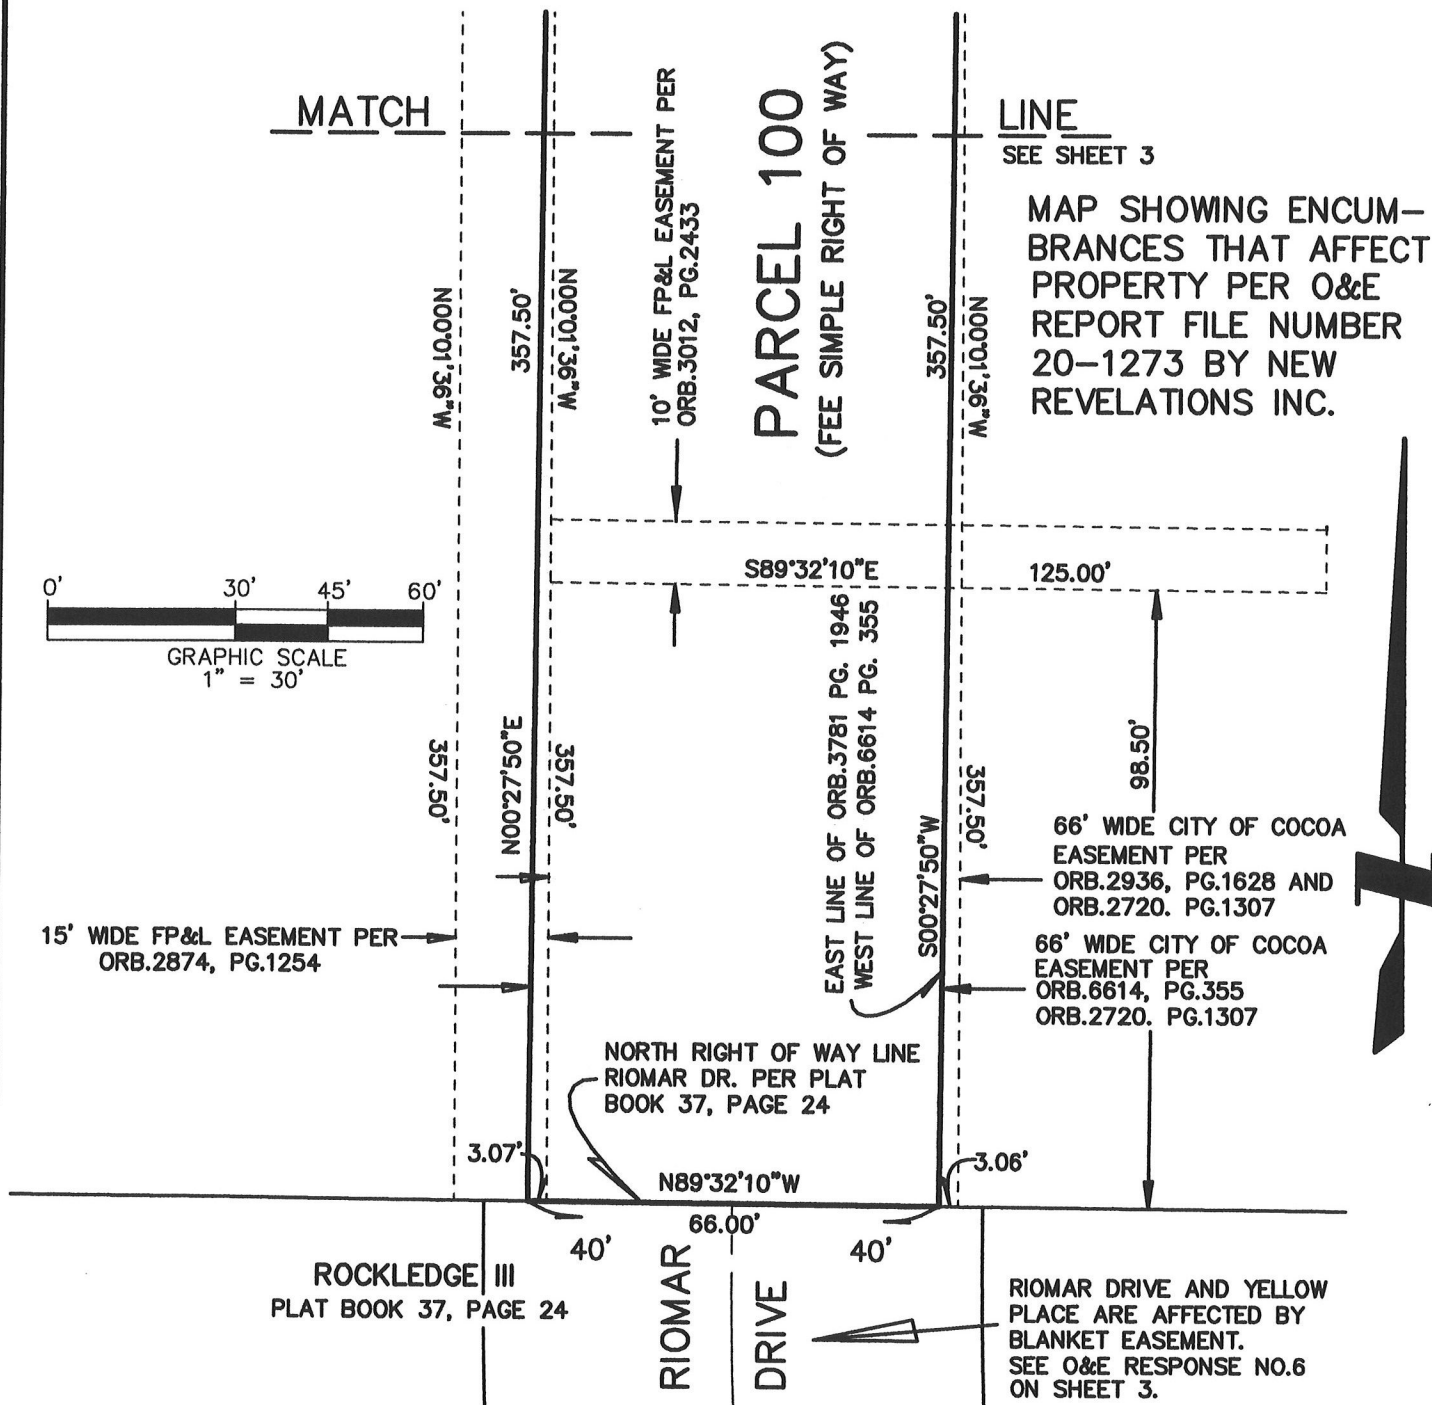 MATCH
LINE
SEE SHEET 3
10' WIDE FP&L EASEMENT PER
ORB.3012, PG.2433
PARCEL 100
(FEE SIMPLE RIGHT OF WAY)
MAP SHOWING ENCUM-
BRANCES THAT AFFECT
PROPERTY PER O&E
REPORT FILE NUMBER
20-1273 BY NEW
REVELATIONS INC.
N00°01'36"W
357.50'
N00°01'36"W
357.50'
N00°01'36"W
S89°32'10"E
125.00'
0' 30' 45' 60'
GRAPHIC SCALE
1" = 30'
EAST LINE OF ORB.3781 PG. 1946
WEST LINE OF ORB.6614 PG. 355
357.50'
N00°27'50"E
357.50'
S00°27'50"W
357.50'
98.50'
66' WIDE CITY OF COCOA
EASEMENT PER
ORB.2936, PG.1628 AND
ORB.2720. PG.1307
15' WIDE FP&L EASEMENT PER
ORB.2874, PG.1254
66' WIDE CITY OF COCOA
EASEMENT PER
ORB.6614, PG.355
ORB.2720. PG.1307
NORTH RIGHT OF WAY LINE
RIOMAR DR. PER PLAT
BOOK 37, PAGE 24
3.07'
3.06'
N89°32'10"W
66.00'
40'
40'
ROCKLEDGE III
PLAT BOOK 37, PAGE 24
RIOMAR
DRIVE
RIOMAR DRIVE AND YELLOW
PLACE ARE AFFECTED BY
BLANKET EASEMENT.
SEE O&E RESPONSE NO.6
ON SHEET 3.